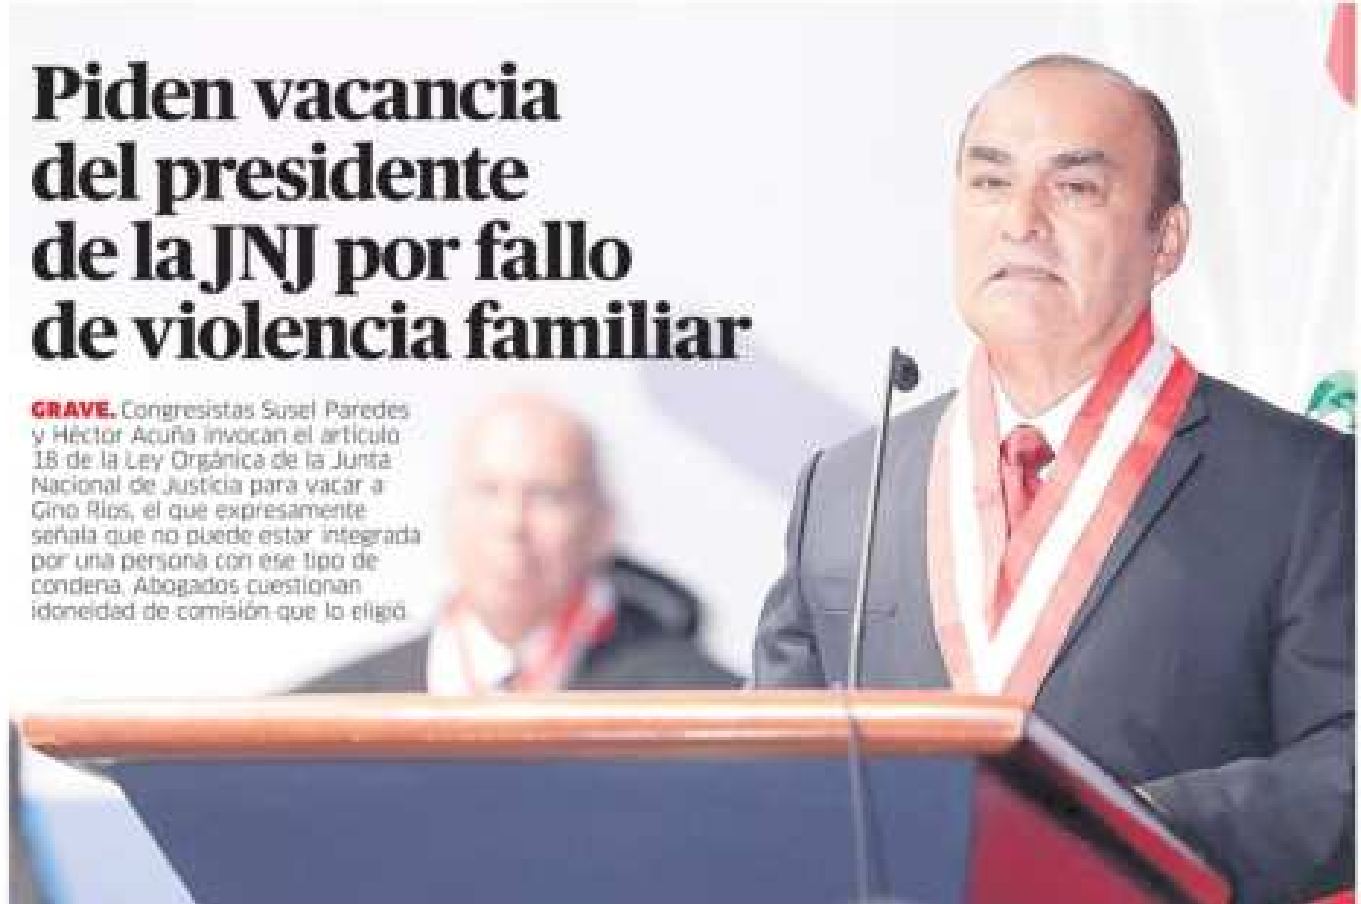 Piden vacancia
del presidente
de la JNJ por fallo
de violencia familiar
GRAVE. Congresistas Susel Paredes
y Héctor Acuña invocan el artículo
18 de la Ley Orgánica de la Junta
Nacional de Justicia para vacar a
Gino Ríos, el que expresamente
señala que no puede estar integrada
por una persona con ese tipo de
condena. Abogados cuestionan
idoneidad de comisión que lo eligió.